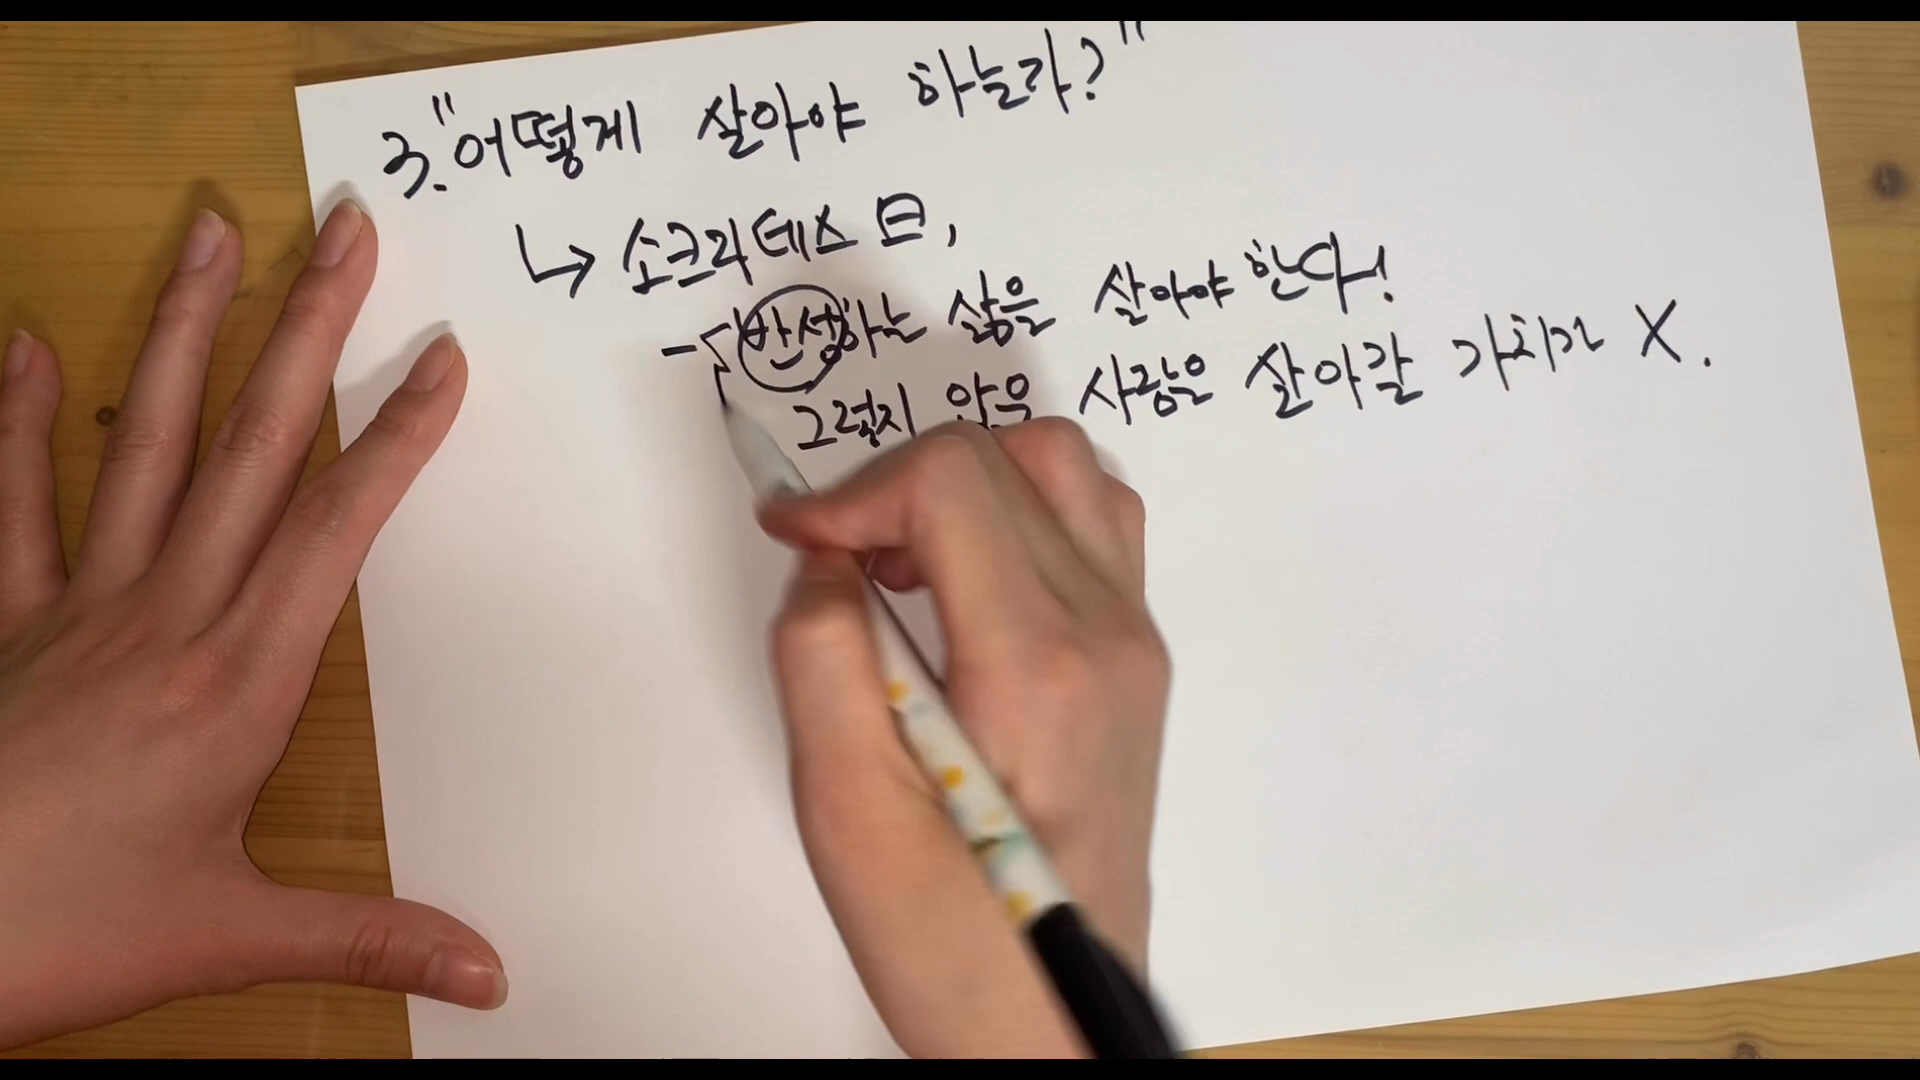 3. "어떻게 살아야 하는가?"
↳ 소크라테스 曰,
- 반성하는 삶을 살아야 한다!
그렇지 않은 사람은 살아갈 가치가 X.